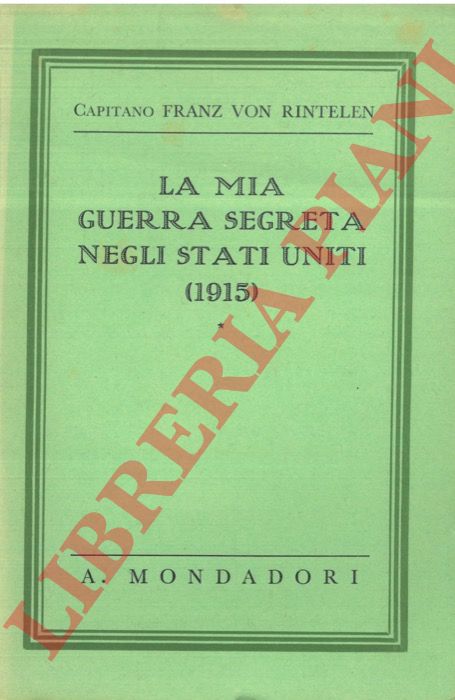 CAPITANO FRANZ VON RINTELEN
LA MIA
GUERRA SEGRETA
NEGLI STATI UNITI
(1915)
*
A. MONDADORI
LIBRERIA PIANI